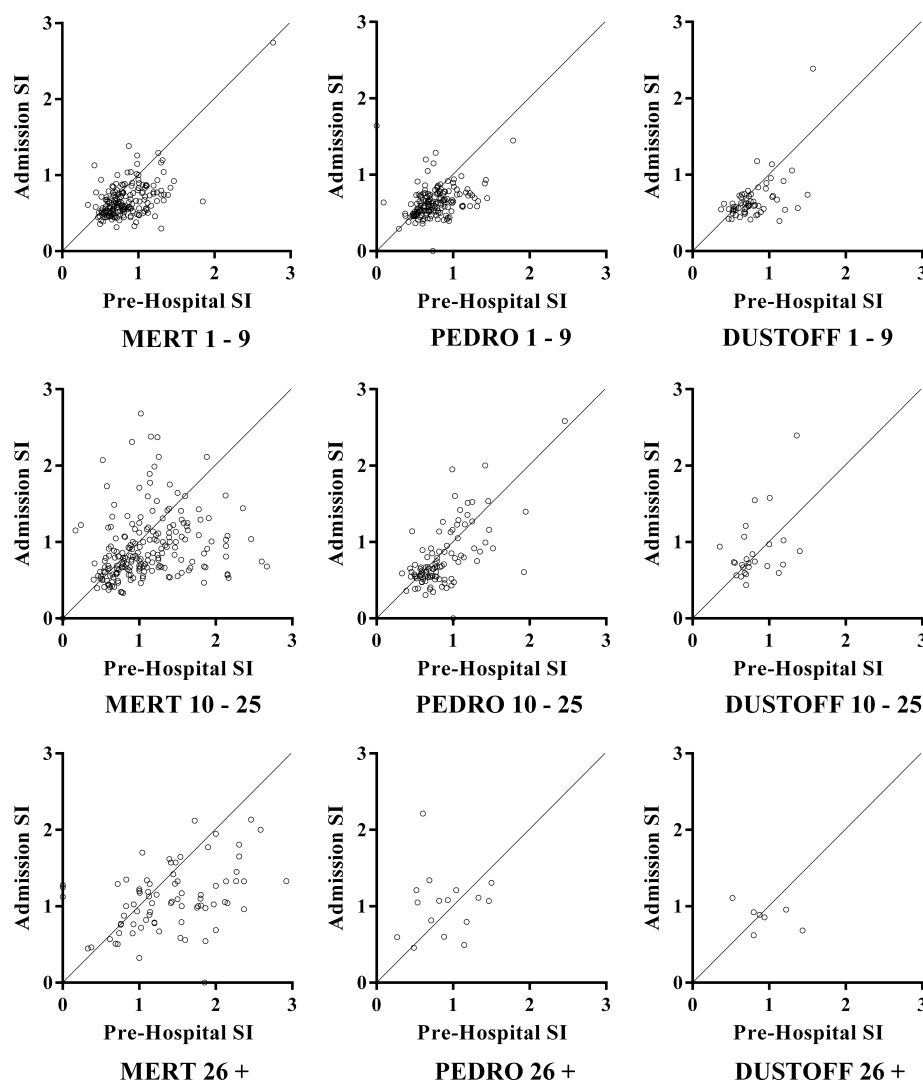 3 3 3
2 2 2
1 1 1
0 0 0
Admission SI Admission SI Admission SI
0 1 2 3 0 1 2 3 0 1 2 3
Pre-Hospital SI Pre-Hospital SI Pre-Hospital SI
MERT 1 - 9 PEDRO 1 - 9 DUSTOFF 1 - 9
3 3 3
2 2 2
1 1 1
0 0 0
Admission SI Admission SI Admission SI
0 1 2 3 0 1 2 3 0 1 2 3
Pre-Hospital SI Pre-Hospital SI Pre-Hospital SI
MERT 10 - 25 PEDRO 10 - 25 DUSTOFF 10 - 25
3 3 3
2 2 2
1 1 1
0 0 0
Admission SI Admission SI Admission SI
0 1 2 3 0 1 2 3 0 1 2 3
Pre-Hospital SI Pre-Hospital SI Pre-Hospital SI
MERT 26 + PEDRO 26 + DUSTOFF 26 +